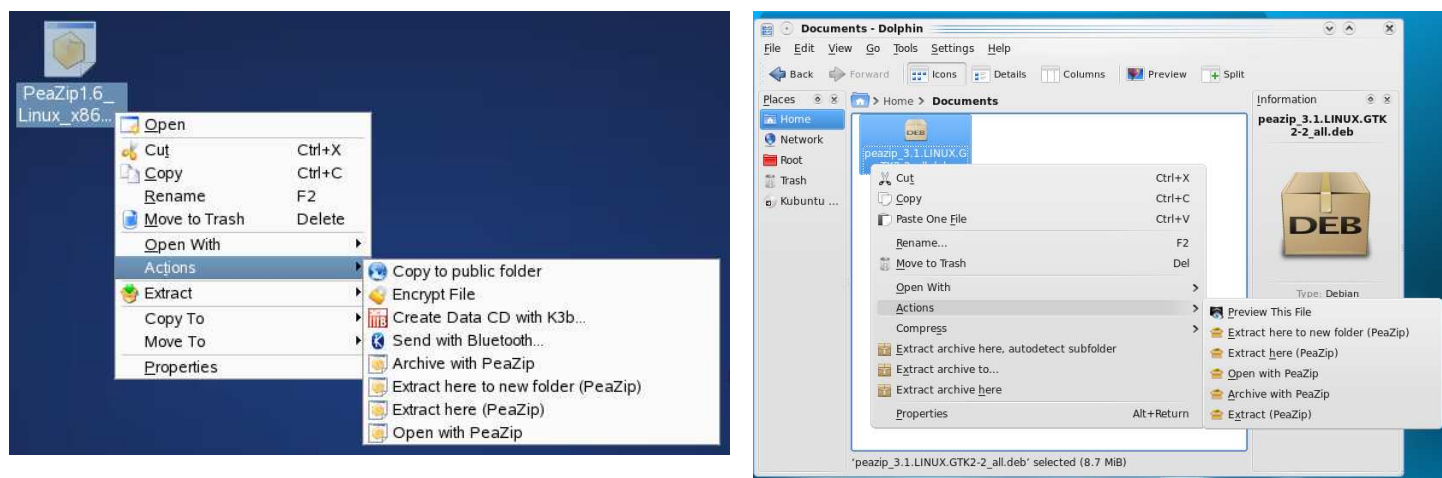 PeaZip1.6_
Linux_x86...
Open
Cut Ctrl+X
Copy Ctrl+C
Rename F2
Move to Trash Delete
Open With
Actions
Extract
Copy To
Move To
Properties
Copy to public folder
Encrypt File
Create Data CD with K3b...
Send with Bluetooth...
Archive with PeaZip
Extract here to new folder (PeaZip)
Extract here (PeaZip)
Open with PeaZip
Documents - Dolphin
File Edit View Go Tools Settings Help
Back Forward Icons Details Columns Preview Split
Places
Home
Network
Root
Trash
Kubuntu ...
> Home > Documents
DEB
peazip_3.1.LINUX.G
Cut Ctrl+X
Copy Ctrl+C
Paste One File Ctrl+V
Rename... F2
Move to Trash Del
Open With
Actions
Compress
Extract archive here, autodetect subfolder
Extract archive to...
Extract archive here
Properties Alt+Return
Preview This File
Extract here to new folder (PeaZip)
Extract here (PeaZip)
Open with PeaZip
Archive with PeaZip
Extract (PeaZip)
Information
peazip_3.1.LINUX.GTK
2-2_all.deb
DEB
Type: Debian
'peazip_3.1.LINUX.GTK2-2_all.deb' selected (8.7 MiB)